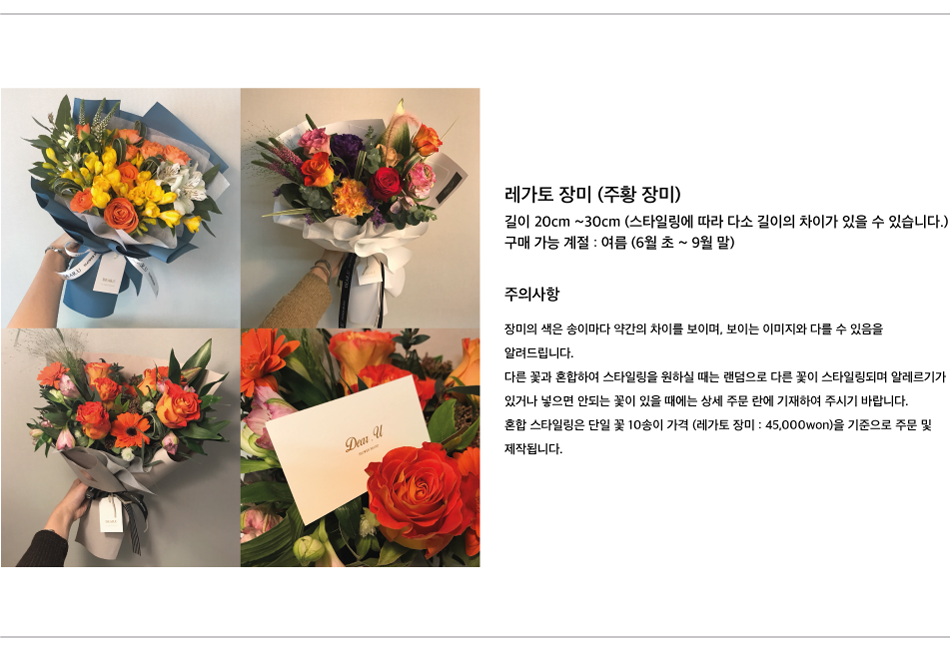 레가토 장미 (주황 장미)
길이 20cm ~30cm (스타일링에 따라 다소 길이의 차이가 있을 수 있습니다.)
구매 가능 계절 : 여름 (6월 초 ~ 9월 말)
주의사항
장미의 색은 송이마다 약간의 차이를 보이며, 보이는 이미지와 다를 수 있음을
알려드립니다.
다른 꽃과 혼합하여 스타일링을 원하실 때는 랜덤으로 다른 꽃이 스타일링되며 알레르기가
있거나 넣으면 안되는 꽃이 있을 때에는 상세 주문 란에 기재하여 주시기 바랍니다.
혼합 스타일링은 단일 꽃 10송이 가격 (레가토 장미 : 45,000won)을 기준으로 주문 및
제작됩니다.
Dear .U